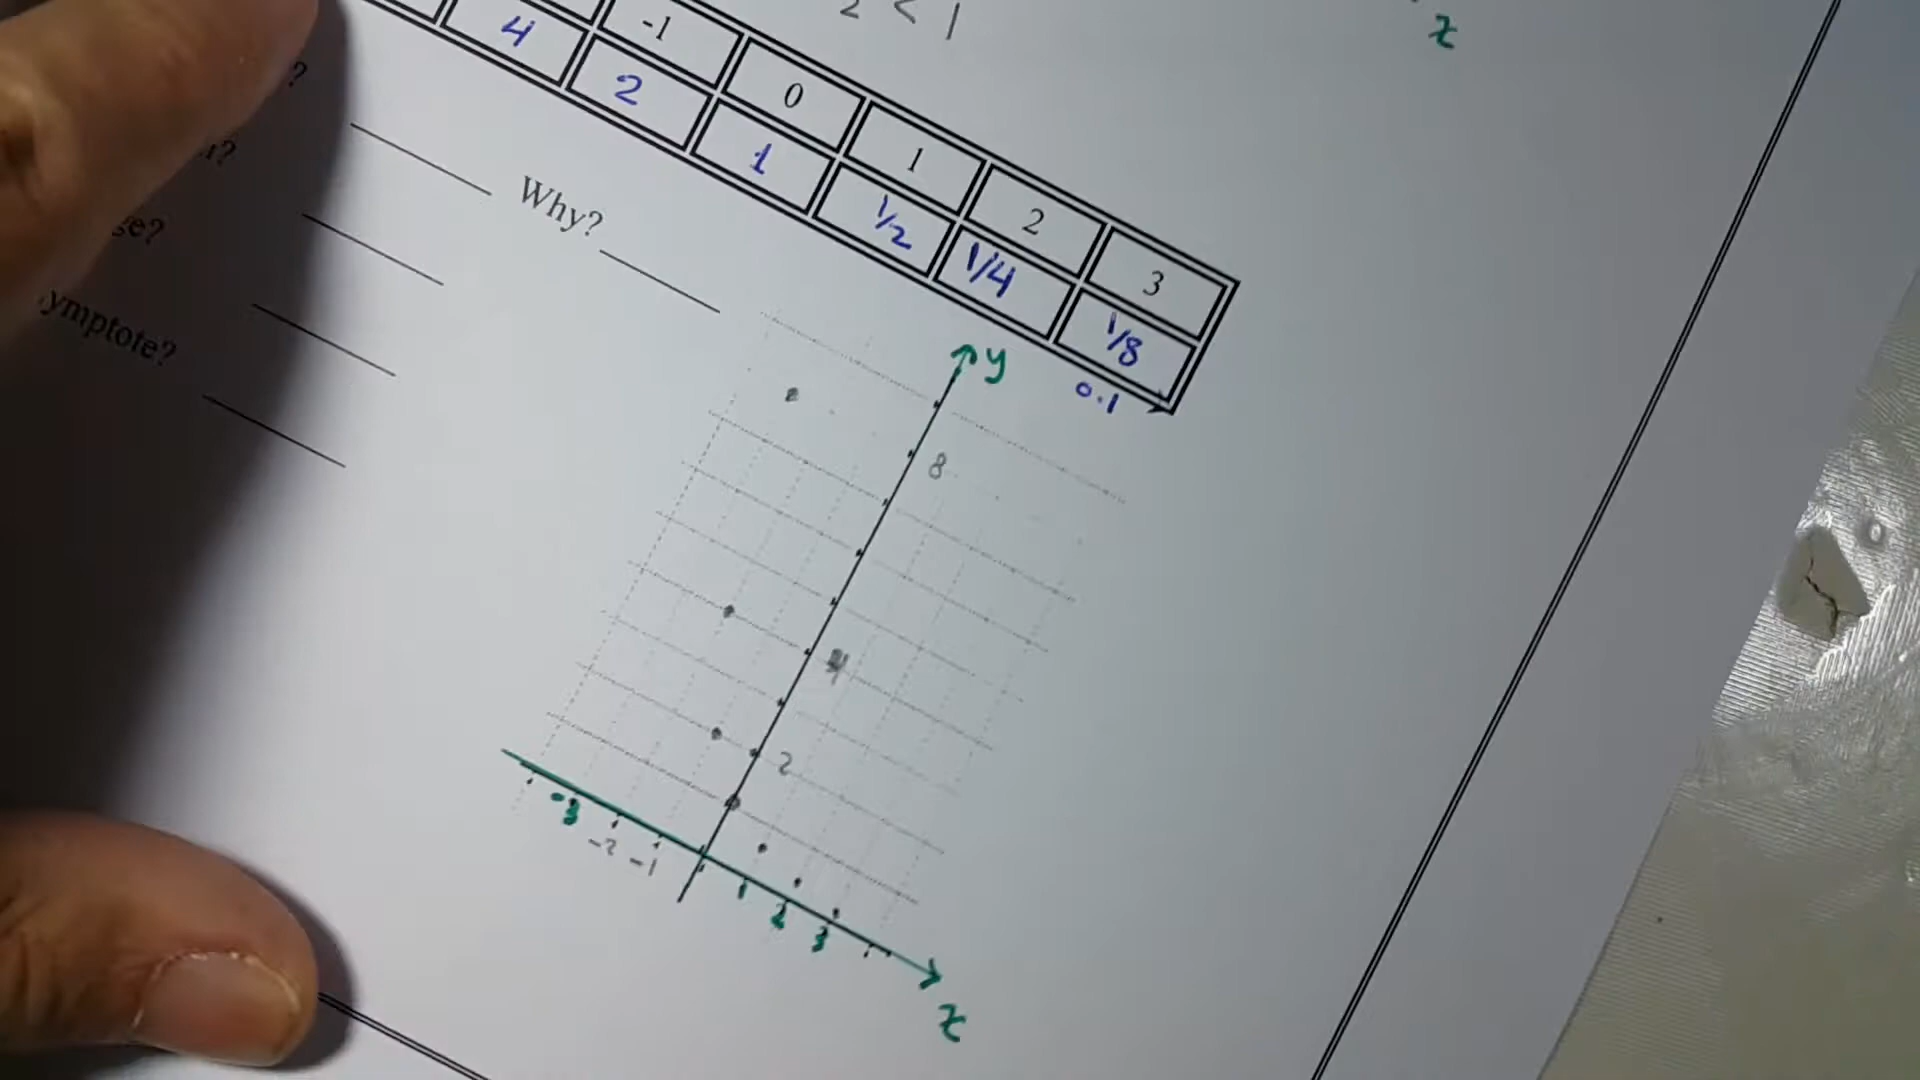 2 < 1
x
-1 0 1 2 3
4 2 1 1/2 1/4 1/8
0.1
?
?
Why?
ge?
ymptote?
y
8
4
2
-3 -2 -1 1 2 3
x